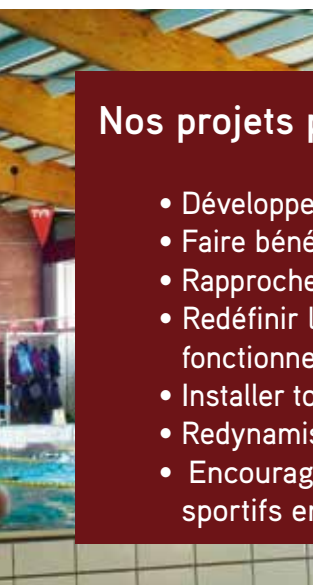 Nos projets p
• Développe
• Faire béné
• Rapproche
• Redéfinir l
fonctionne
• Installer to
• Redynamis
• Encourag
sportifs en